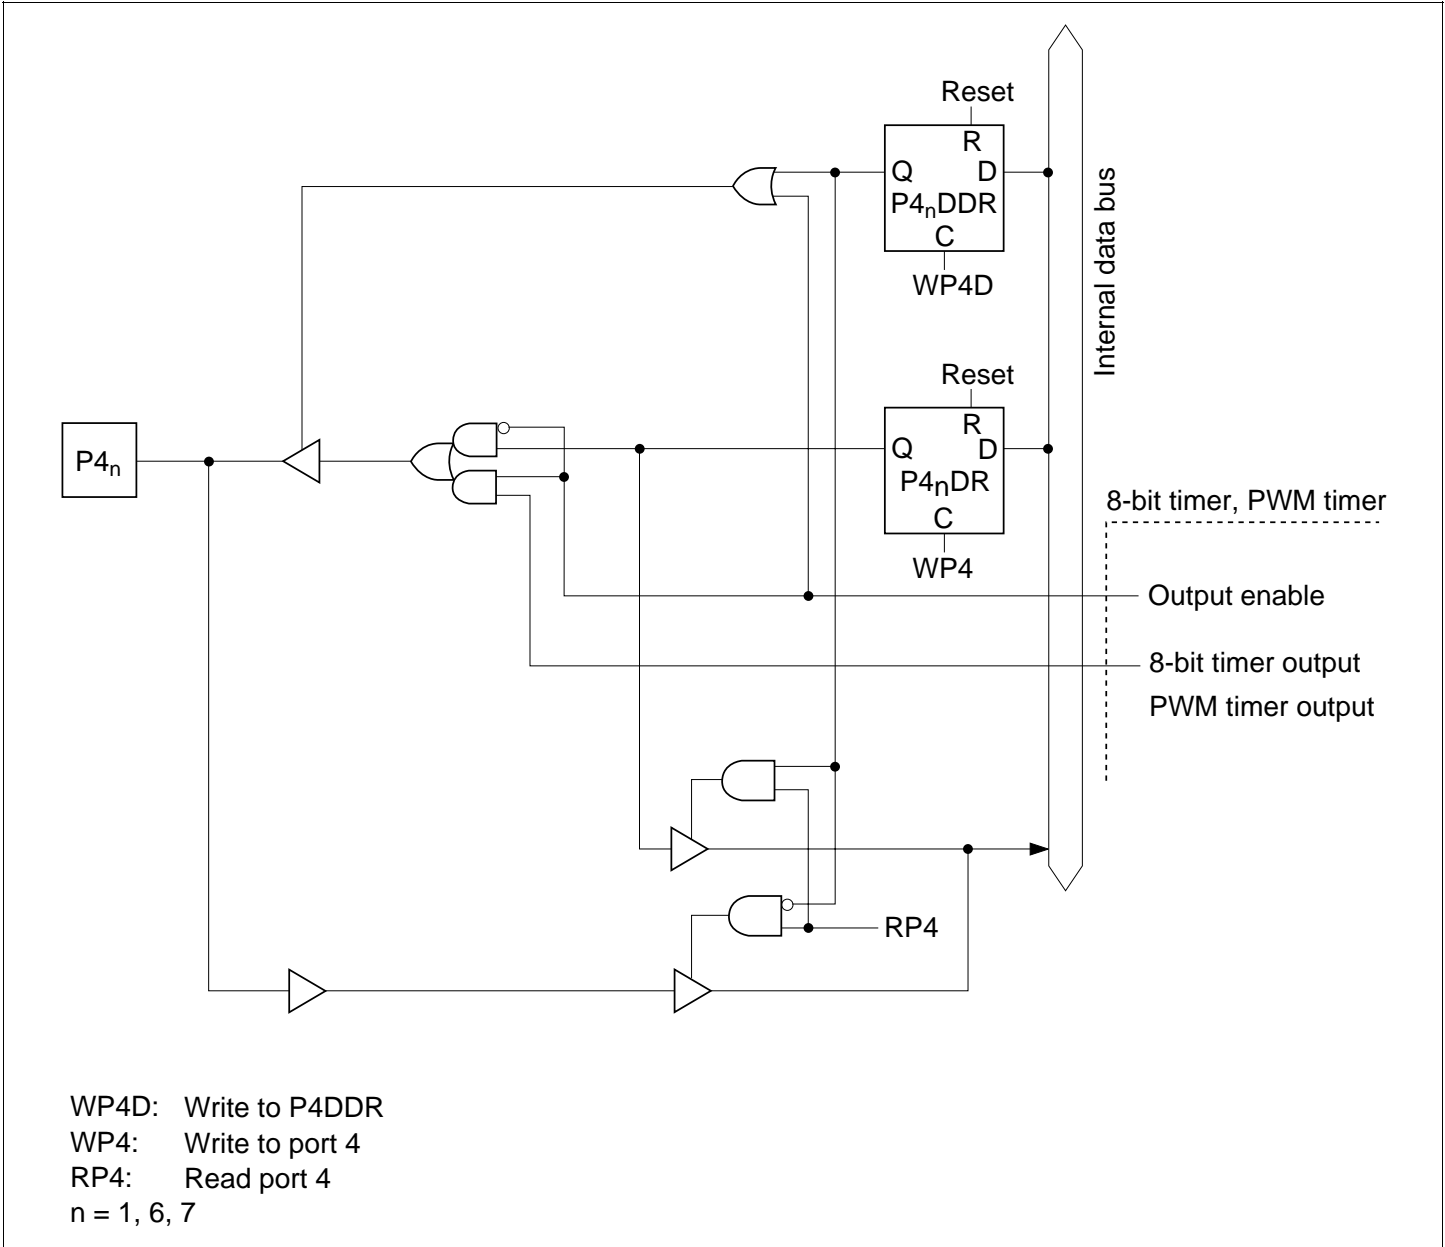 Reset
R
Q D
P4nDDR
C
WP4D
Internal data bus
Reset
R
Q D
P4nDR
C
WP4
P4n
8-bit timer, PWM timer
Output enable
8-bit timer output
PWM timer output
RP4
WP4D: Write to P4DDR
WP4: Write to port 4
RP4: Read port 4
n = 1, 6, 7